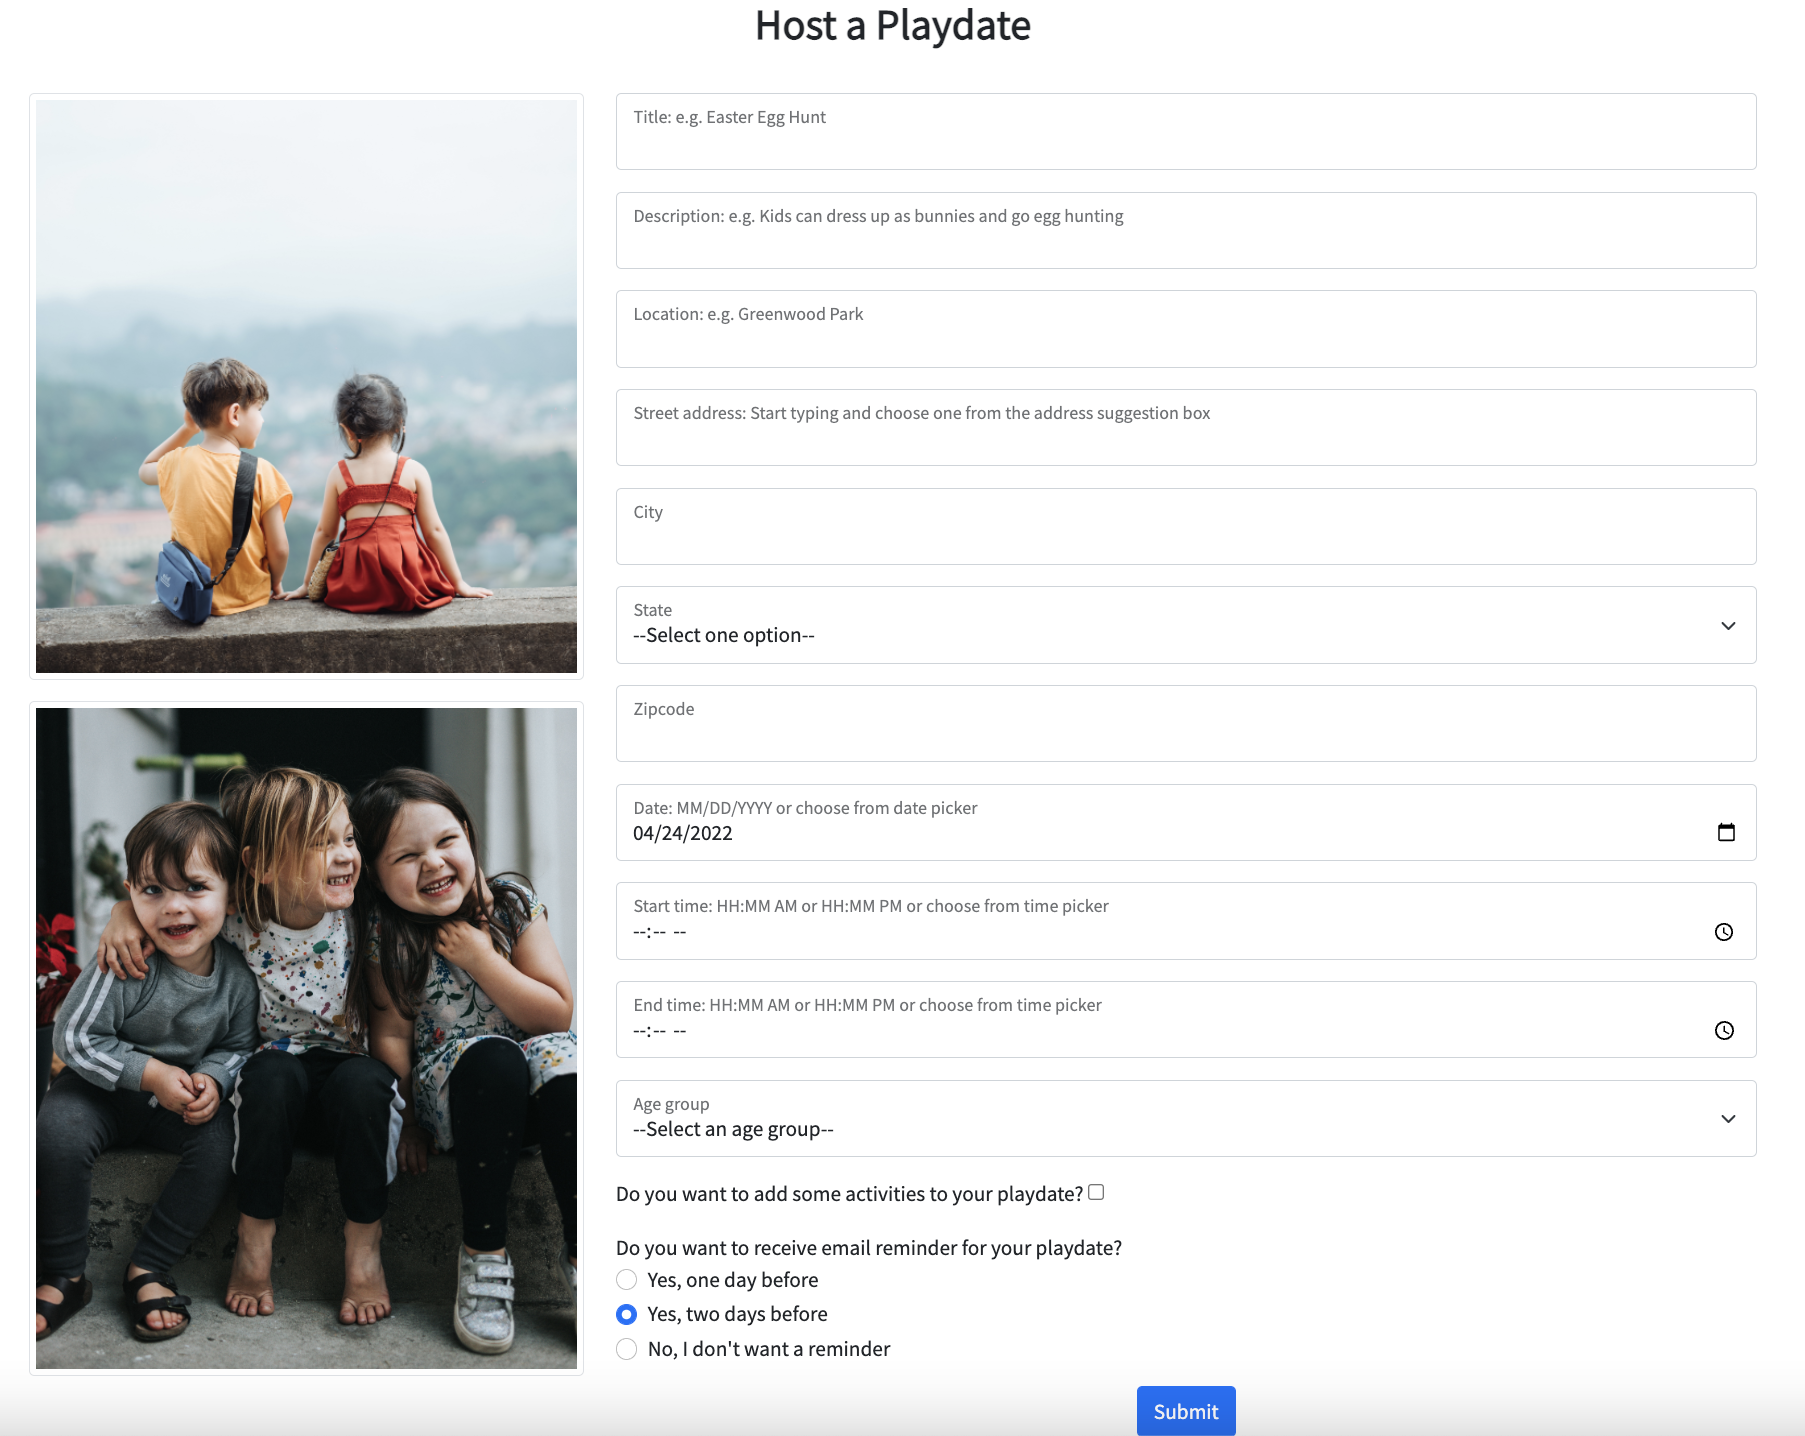 Host a Playdate
Title: e.g. Easter Egg Hunt
Description: e.g. Kids can dress up as bunnies and go egg hunting
Location: e.g. Greenwood Park
Street address: Start typing and choose one from the address suggestion box
City
State
--Select one option--
Zipcode
Date: MM/DD/YYYY or choose from date picker
04/24/2022
Start time: HH:MM AM or HH:MM PM or choose from time picker
--:-- --
End time: HH:MM AM or HH:MM PM or choose from time picker
--:-- --
Age group
--Select an age group--
Do you want to add some activities to your playdate?
Do you want to receive email reminder for your playdate?
Yes, one day before
Yes, two days before
No, I don't want a reminder
Submit